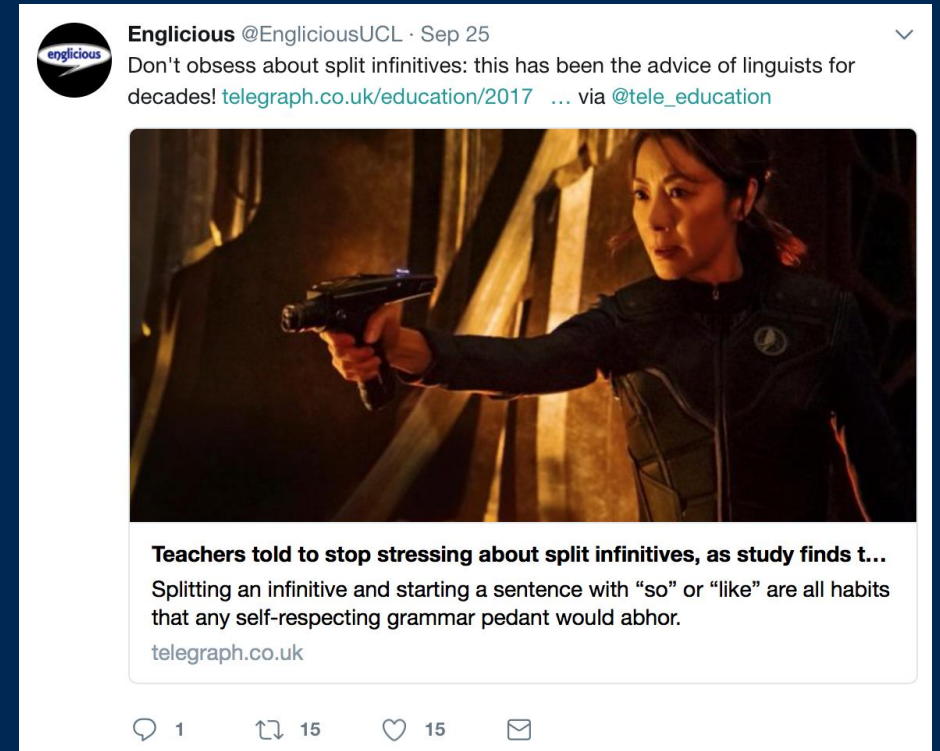 englicious
Englicious @EngliciousUCL · Sep 25
Don't obsess about split infinitives: this has been the advice of linguists for
decades! telegraph.co.uk/education/2017 … via @tele_education
Teachers told to stop stressing about split infinitives, as study finds t...
Splitting an infinitive and starting a sentence with “so” or “like” are all habits
that any self-respecting grammar pedant would abhor.
telegraph.co.uk
1 15 15